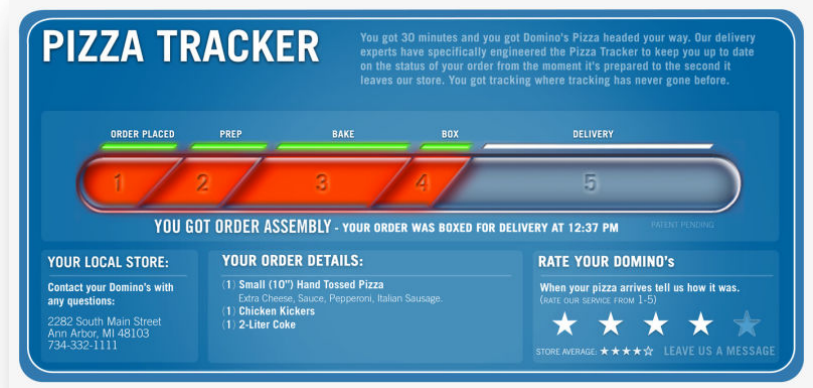 PIZZA TRACKER
You got 30 minutes and you got Domino's Pizza headed your way. Our delivery
experts have specifically engineered the Pizza Tracker to keep you up to date
on the status of your order from the moment it's prepared to the second it
leaves our store. You got tracking where tracking has never gone before.
ORDER PLACED PREP BAKE BOX DELIVERY
1 2 3 4 5
YOU GOT ORDER ASSEMBLY - YOUR ORDER WAS BOXED FOR DELIVERY AT 12:37 PM
PATENT PENDING
YOUR LOCAL STORE:
Contact your Domino's with
any questions:
2282 South Main Street
Ann Arbor, MI 48103
734-332-1111
YOUR ORDER DETAILS:
(1) Small (10") Hand Tossed Pizza
Extra Cheese, Sauce, Pepperoni, Italian Sausage.
(1) Chicken Kickers
(1) 2-Liter Coke
RATE YOUR DOMINO's
When your pizza arrives tell us how it was.
(RATE OUR SERVICE FROM 1-5)
STORE AVERAGE: ★★★★☆ LEAVE US A MESSAGE